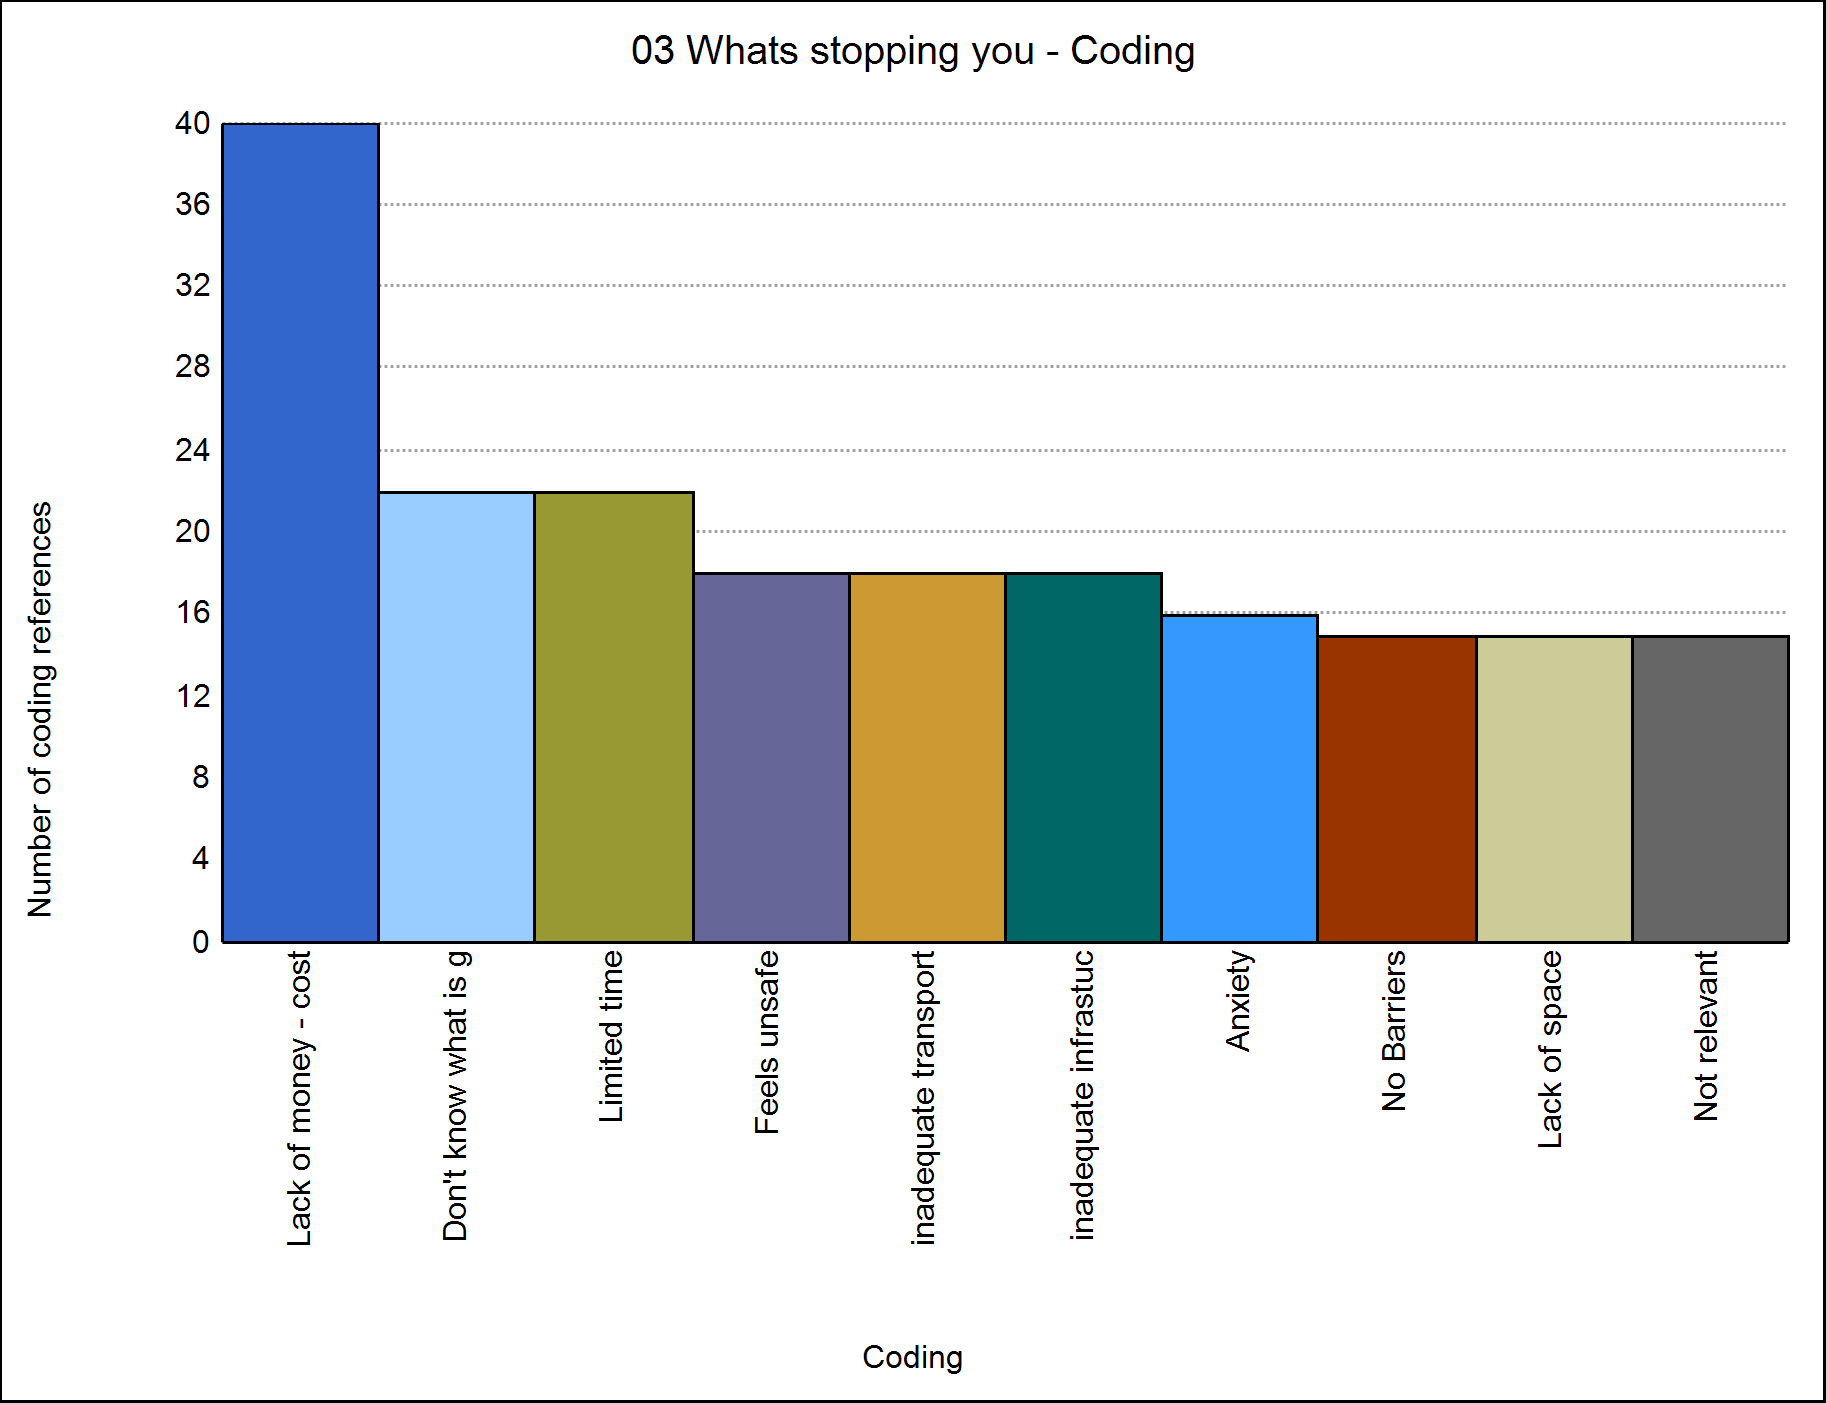 03 Whats stopping you - Coding
Number of coding references
40
36
32
28
24
20
16
12
8
4
0
Lack of money - cost
Don't know what is g
Limited time
Feels unsafe
inadequate transport
inadequate infrastuc
Anxiety
No Barriers
Lack of space
Not relevant
Coding